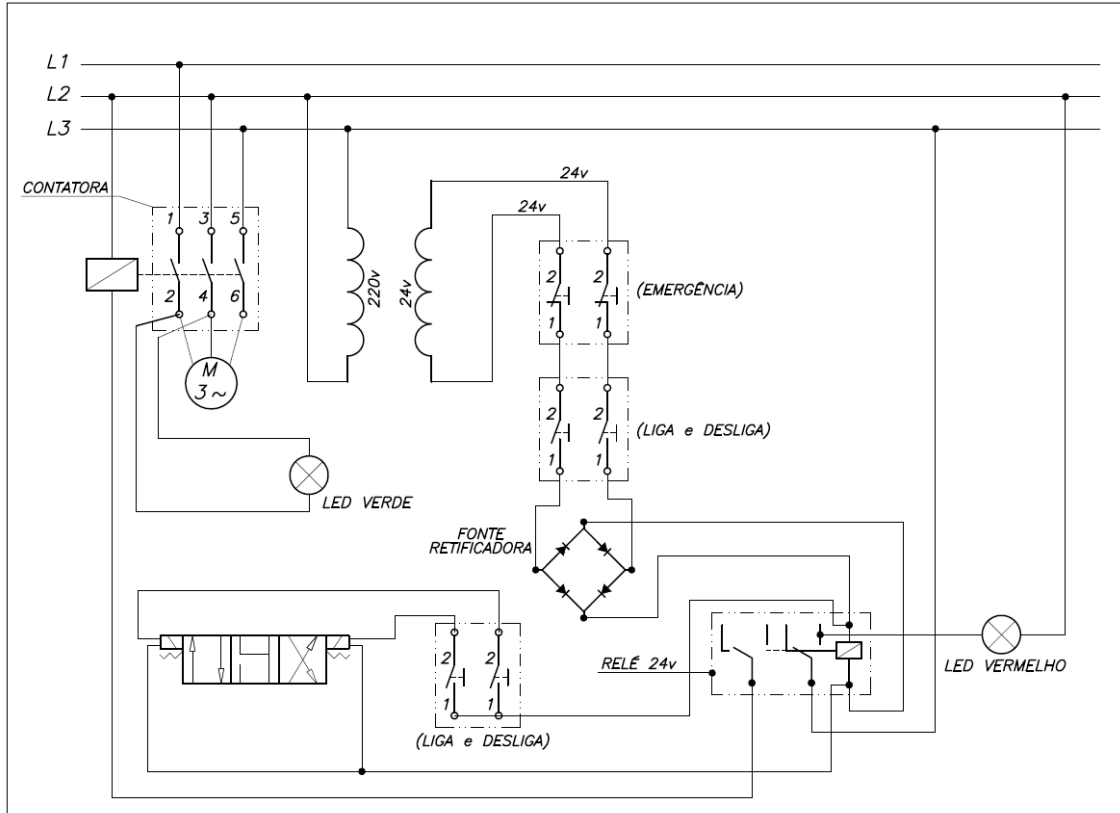 L1
L2
L3
CONTATORA
1 3 5
2 4 6
M
3 ~
220v
24v
24v
24v
2 2
1 1
(EMERGÊNCIA)
2 2
1 1
(LIGA e DESLIGA)
LED VERDE
FONTE
RETIFICADORA
2 2
1 1
(LIGA e DESLIGA)
RELÉ 24v
LED VERMELHO